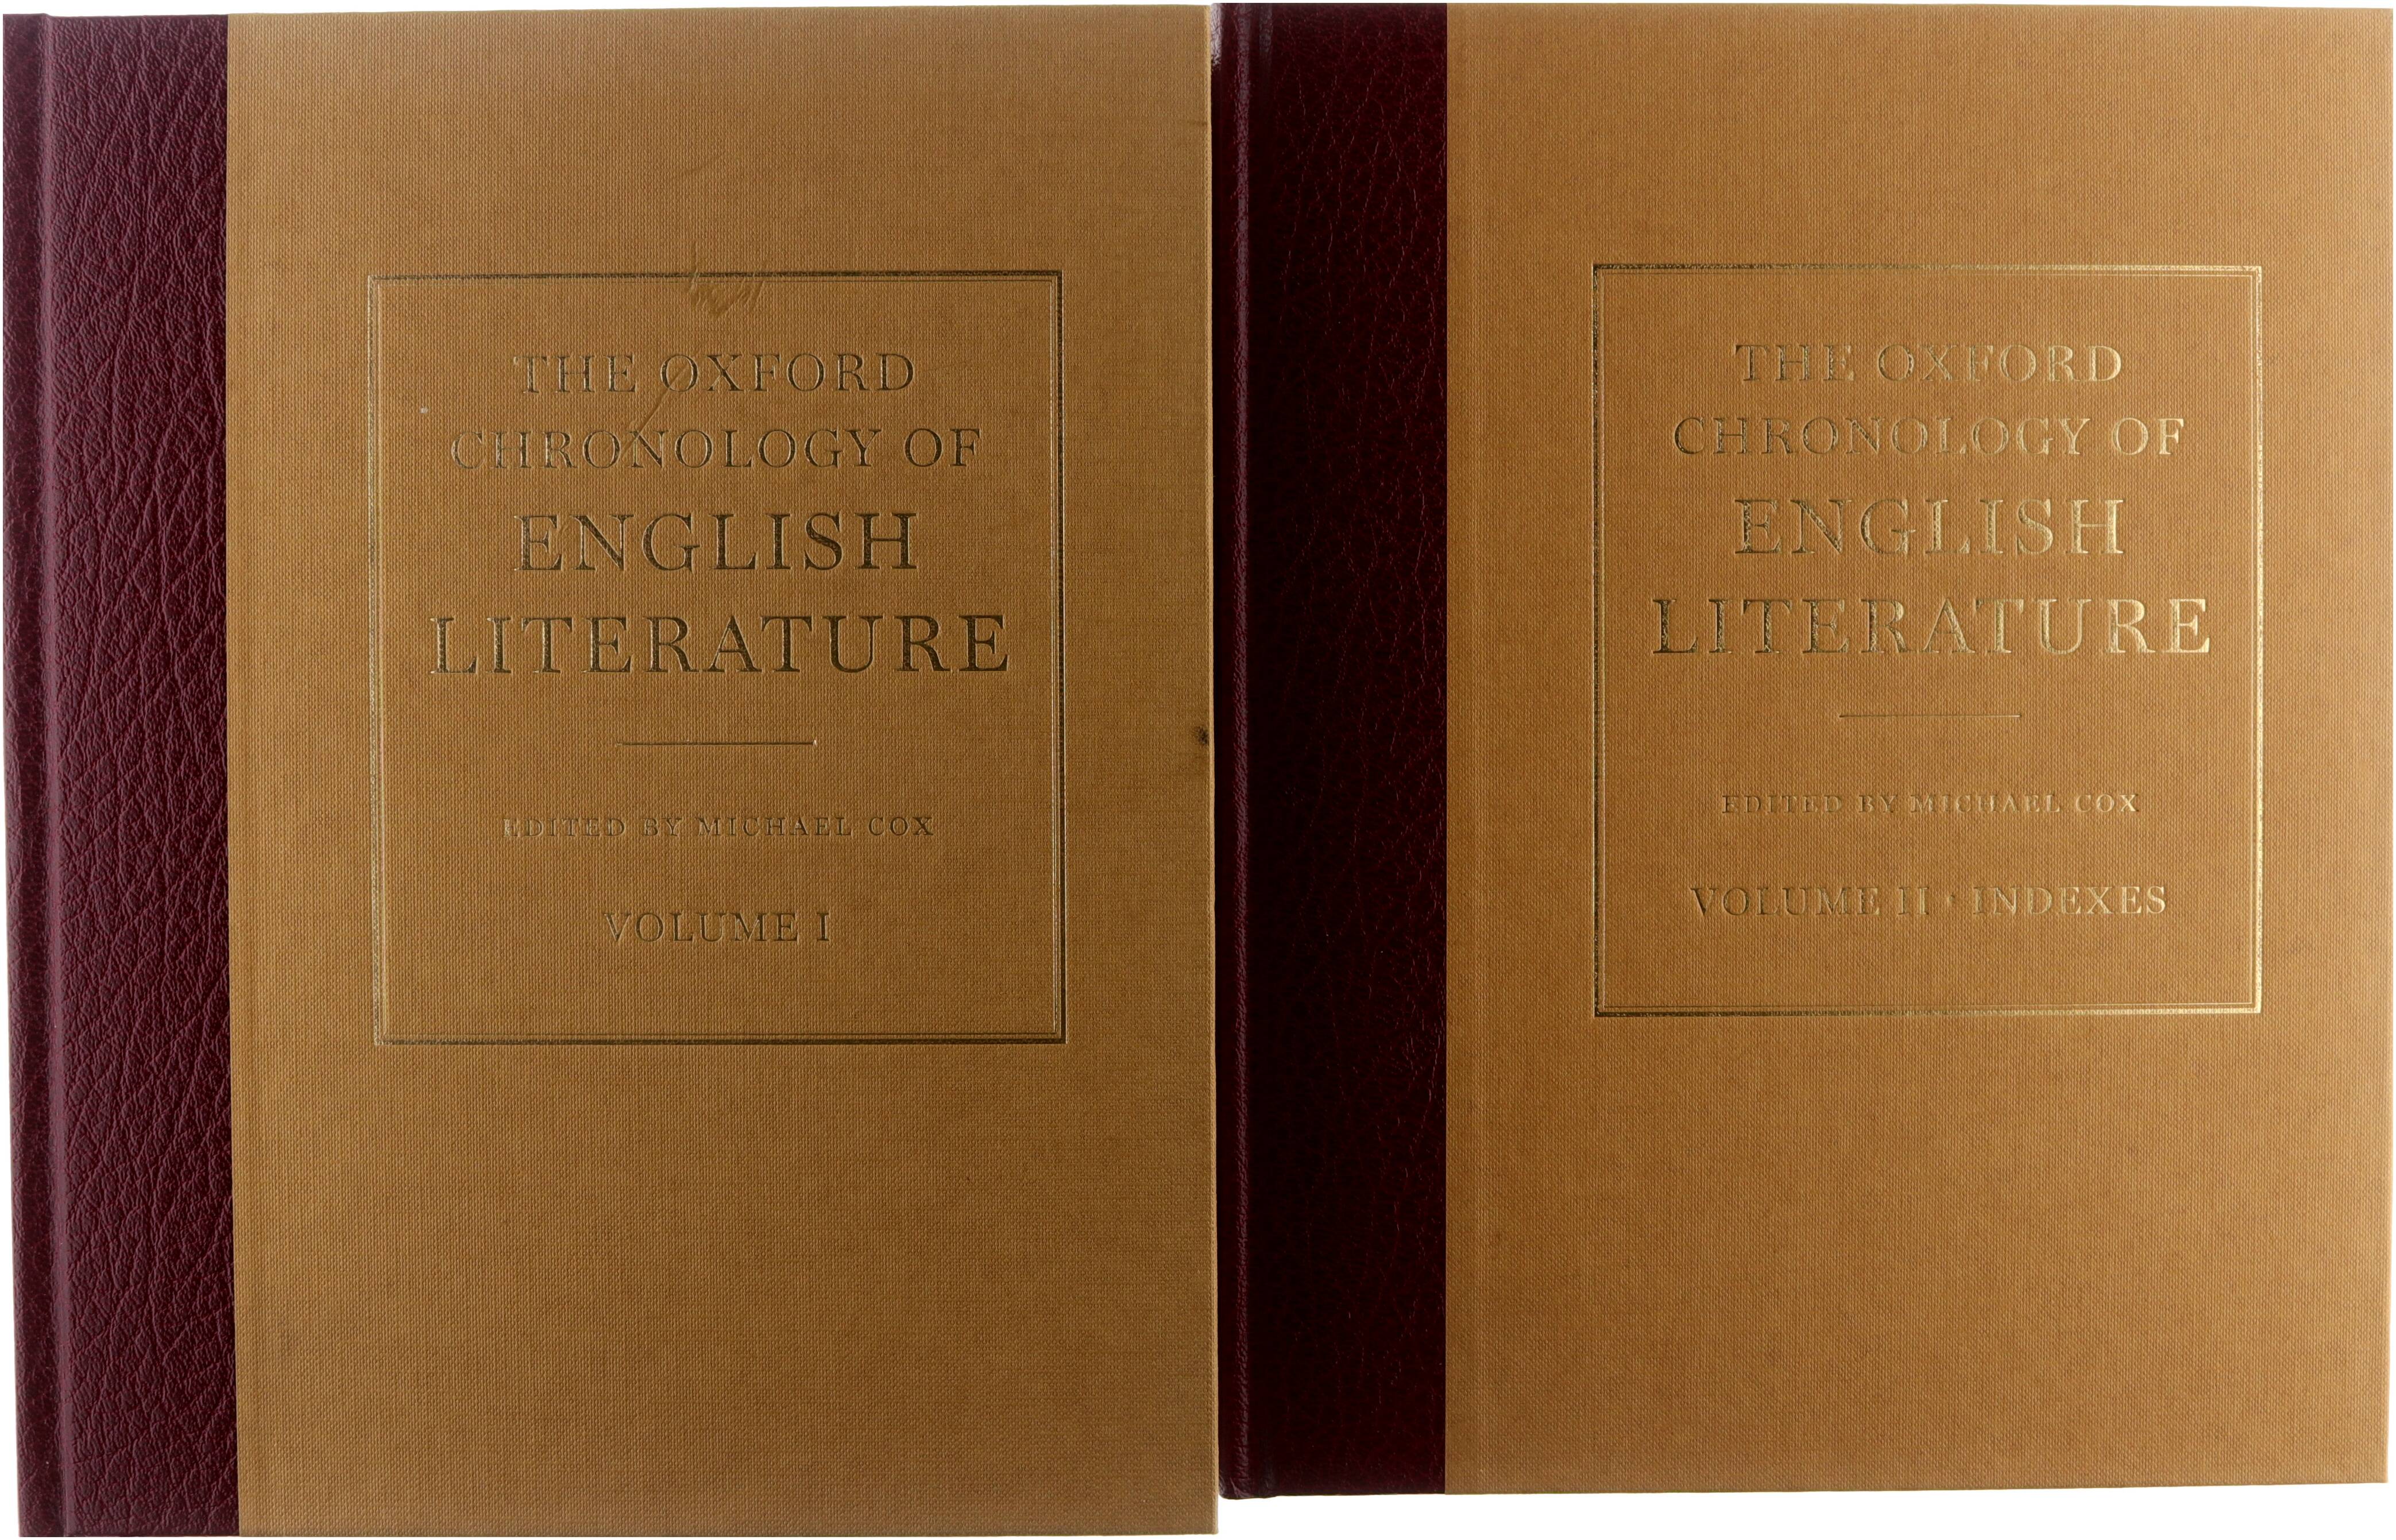 THE OXFORD
CHRONOLOGY OF
ENGLISH
LITERATURE
EDITED BY MICHAEL COX
VOLUME I
THE OXFORD
CHRONOLOGY OF
ENGLISH
LITERATURE
EDITED BY MICHAEL COX
VOLUME II · INDEXES